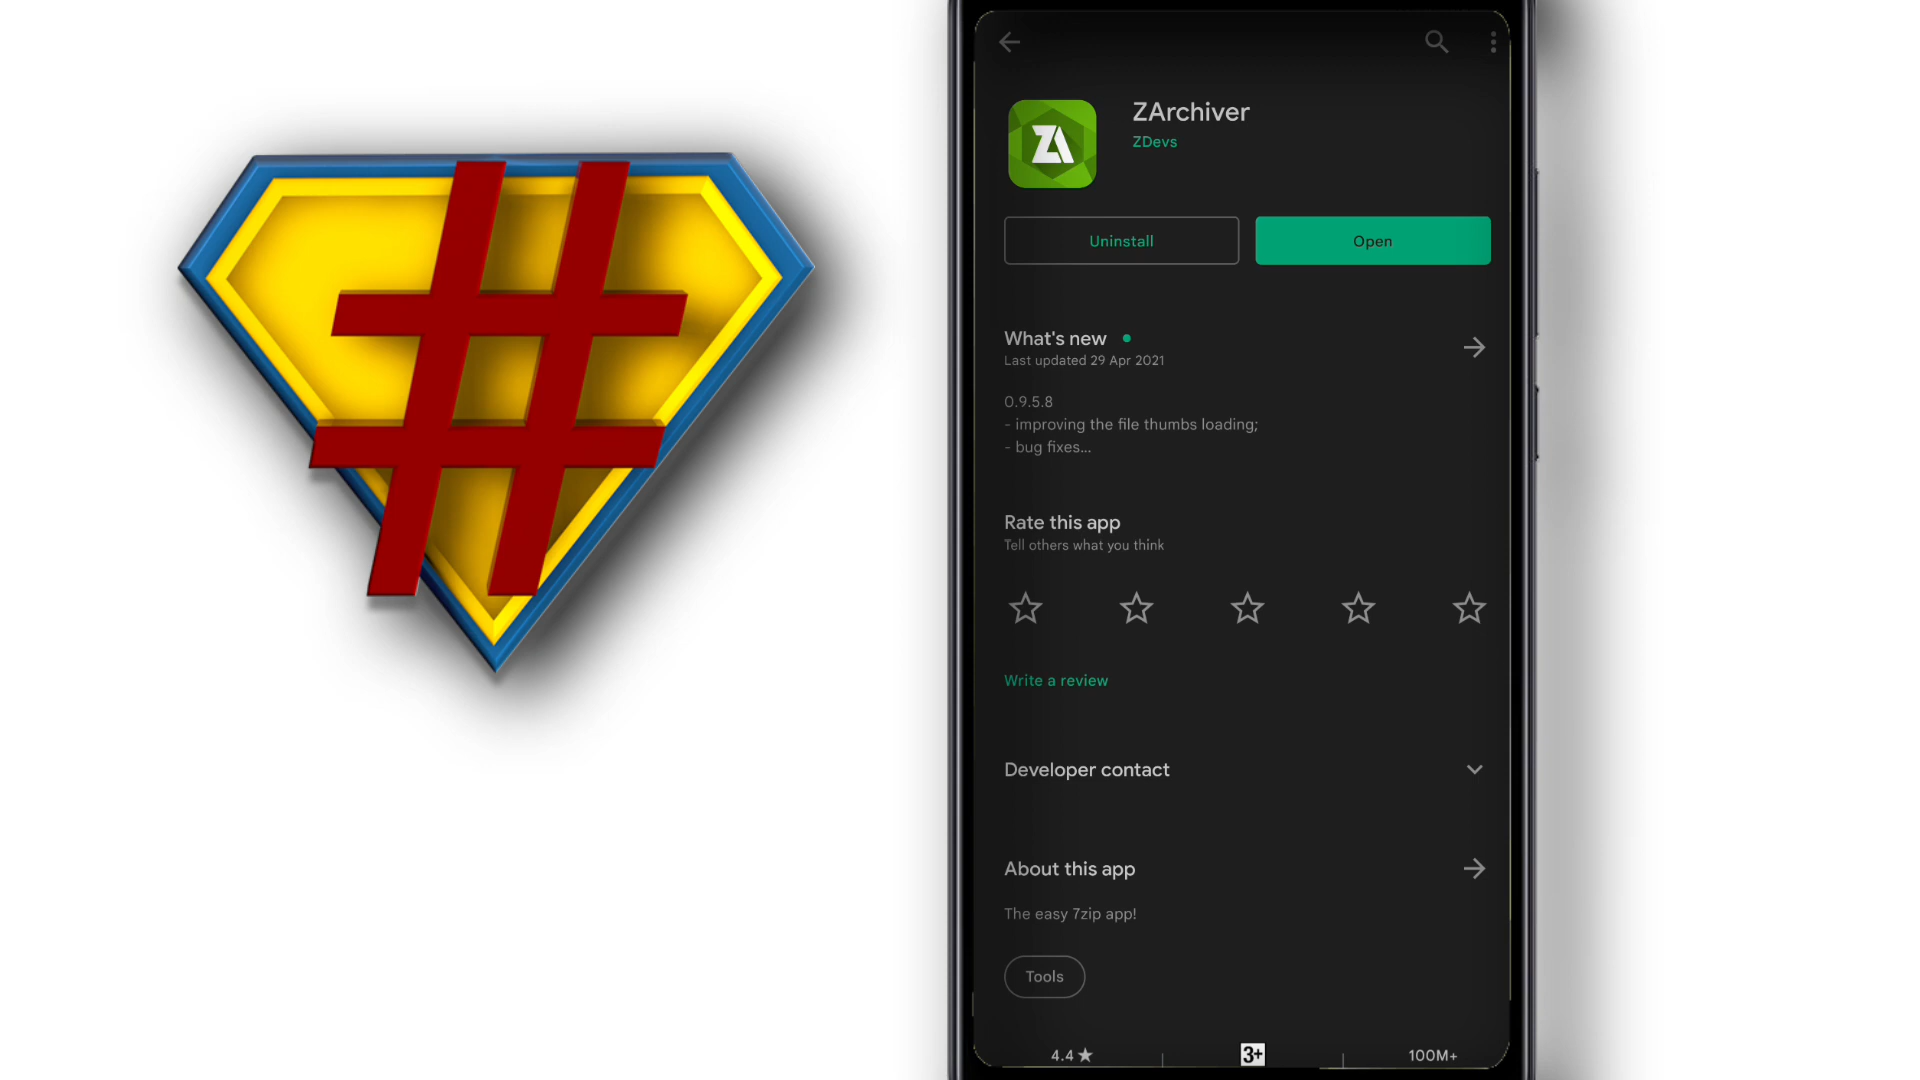 #
ZArchiver
ZDevs
Uninstall
Open
What's new
Last updated 29 Apr 2021
0.9.5.8
- improving the file thumbs loading;
- bug fixes...
Rate this app
Tell others what you think
Write a review
Developer contact
About this app
The easy 7zip app!
Tools
4.4★
3+
100M+